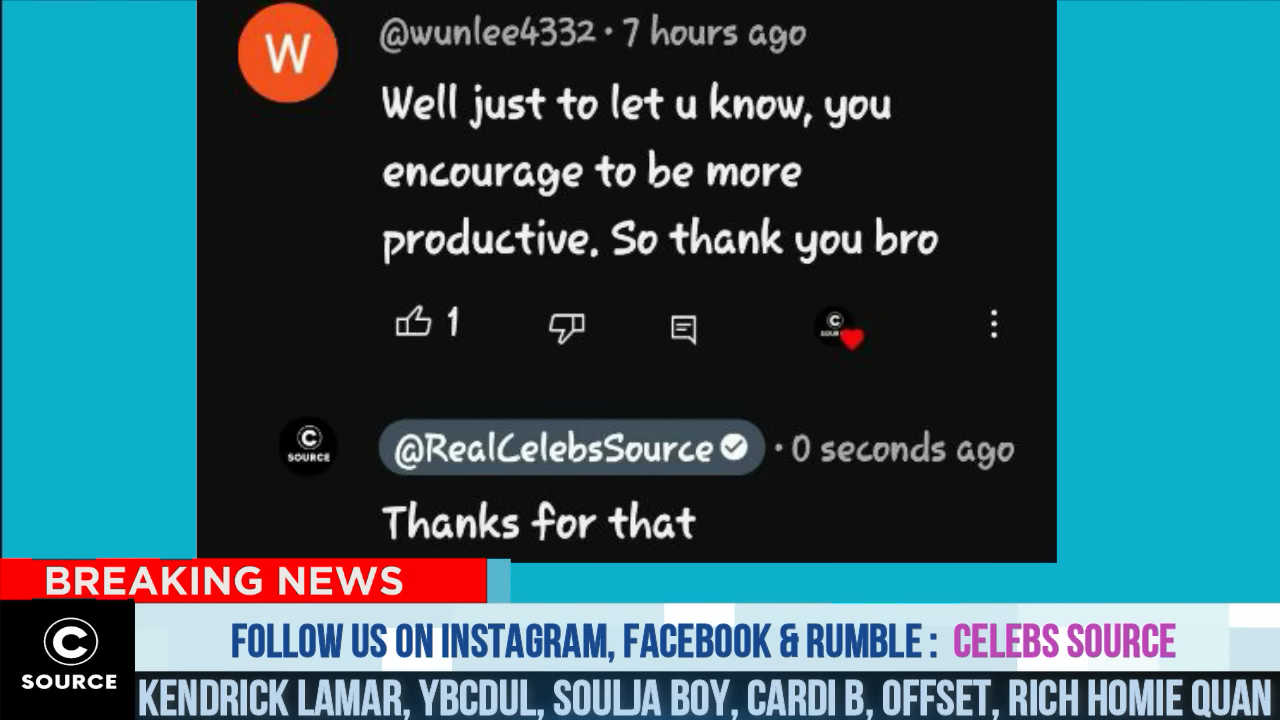 W
@wunlee4332 · 7 hours ago
Well just to let u know, you
encourage to be more
productive. So thank you bro
1
C
SOUR
C
SOURCE
@RealCelebsSource · 0 seconds ago
Thanks for that
BREAKING NEWS
C
SOURCE
FOLLOW US ON INSTAGRAM, FACEBOOK & RUMBLE : CELEBS SOURCE
KENDRICK LAMAR, YBCDUL, SOULJA BOY, CARDI B, OFFSET, RICH HOMIE QUAN